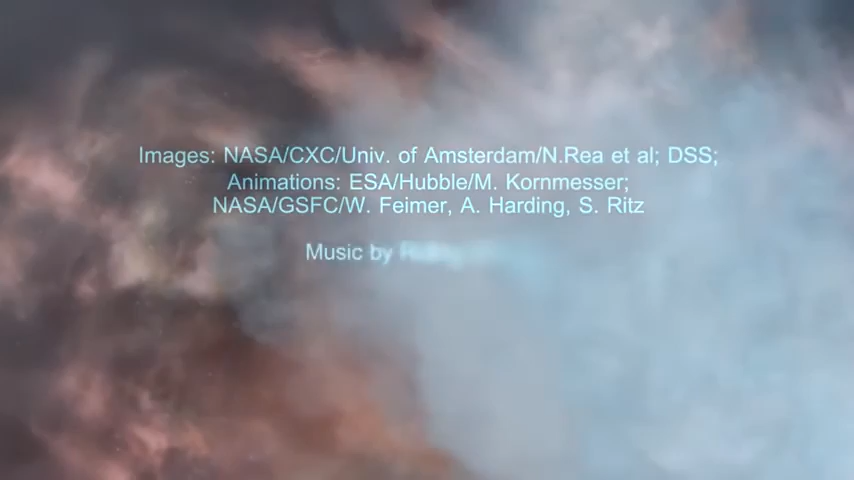 Images: NASA/CXC/Univ. of Amsterdam/N.Rea et al; DSS;
Animations: ESA/Hubble/M. Kornmesser;
NASA/GSFC/W. Feimer, A. Harding, S. Ritz
Music by